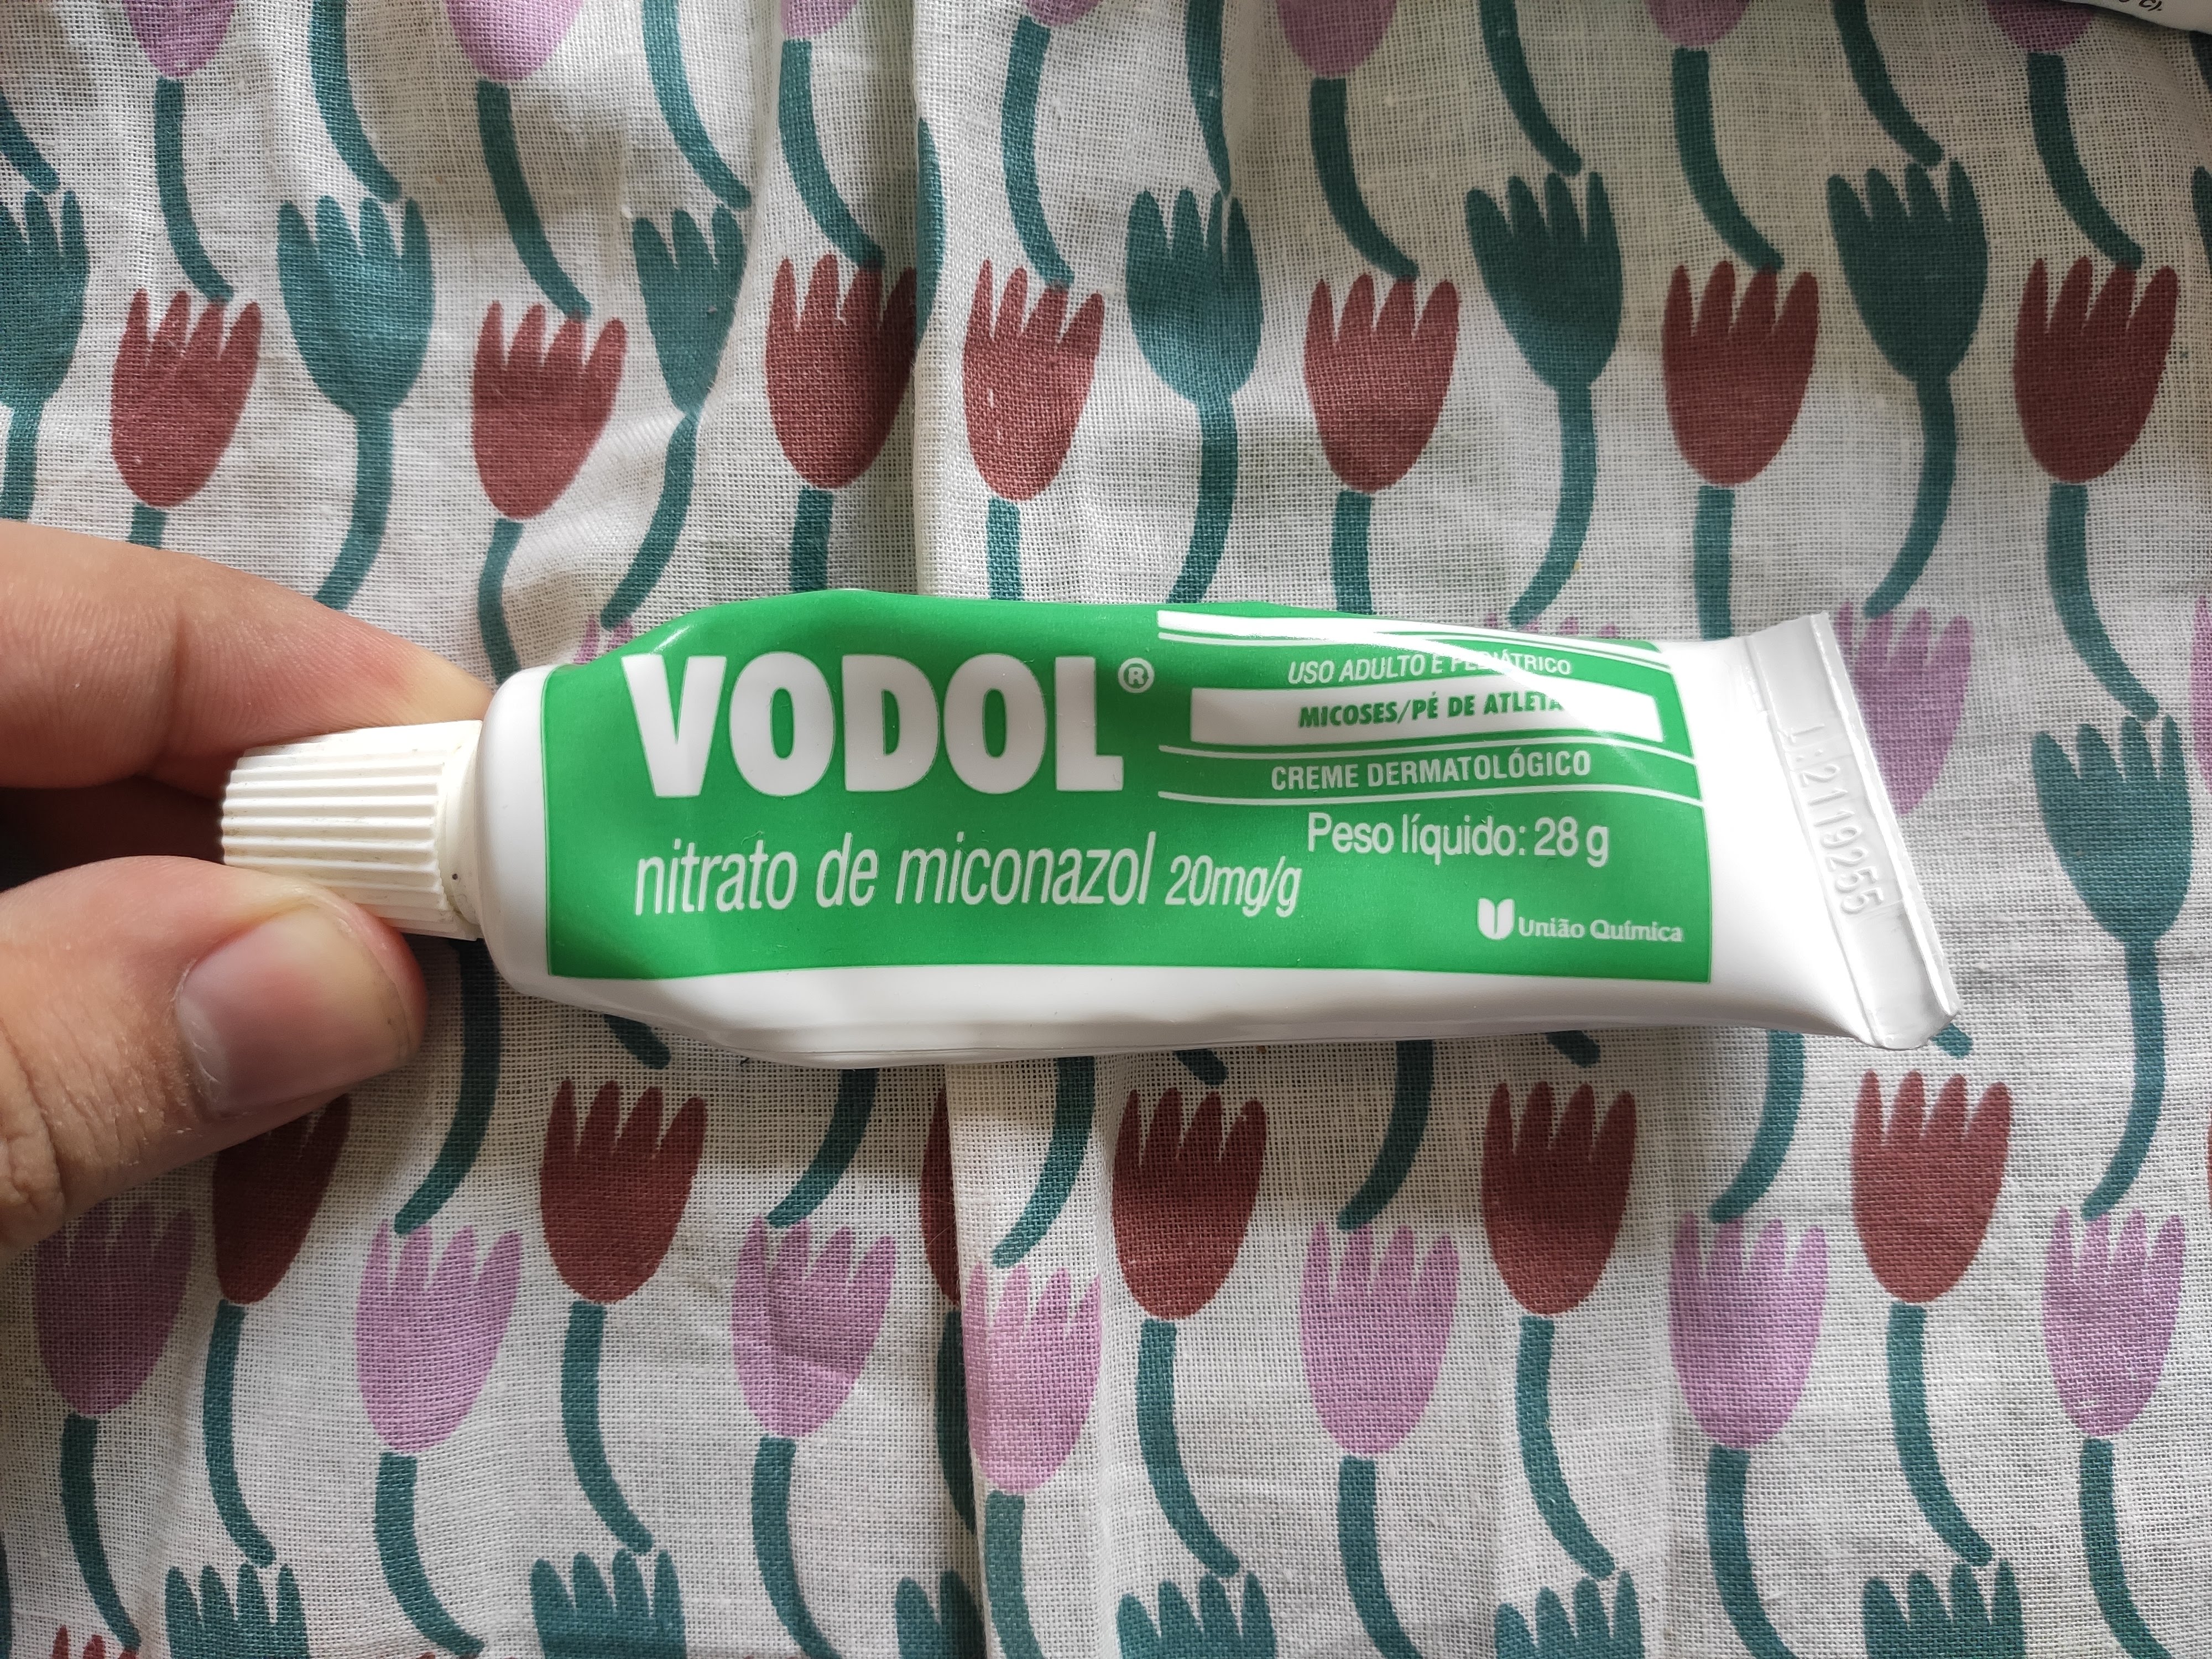 VODOL®
nitrato de miconazol 20mg/g
USO ADULTO E PEDIÁTRICO
MICOSES/PÉ DE ATLETA
CREME DERMATOLÓGICO
Peso líquido: 28 g
União Química
L:2119255